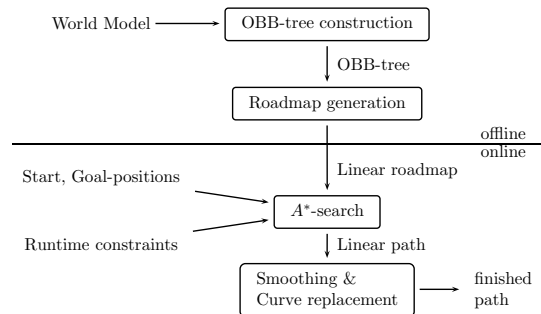 World Model
OBB-tree construction
OBB-tree
Roadmap generation
offline
online
Linear roadmap
Start, Goal-positions
A*-search
Runtime constraints
Linear path
Smoothing &
Curve replacement
finished
path